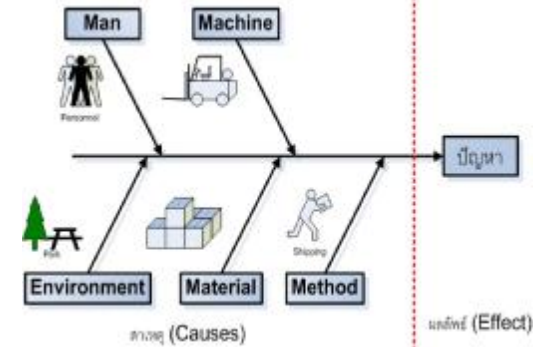 Man
Machine
Personnel
ปัญหา
Park
Shipping
Environment
Material
Method
สาเหตุ (Causes)
ผลลัพธ์ (Effect)